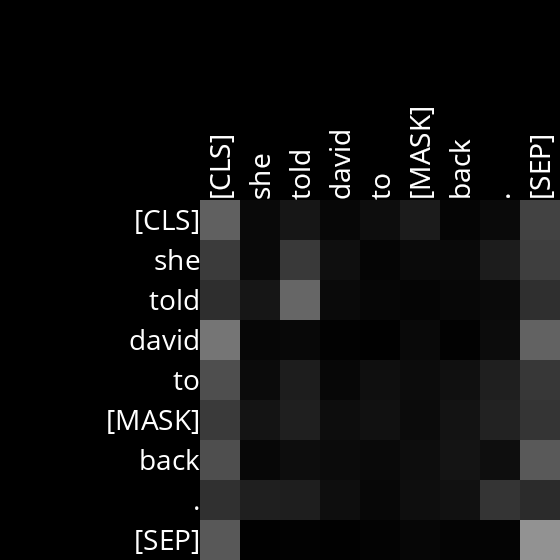 [CLS] she told david to [MASK] back . [SEP]
[CLS]
she
told
david
to
[MASK]
back
.
[SEP]